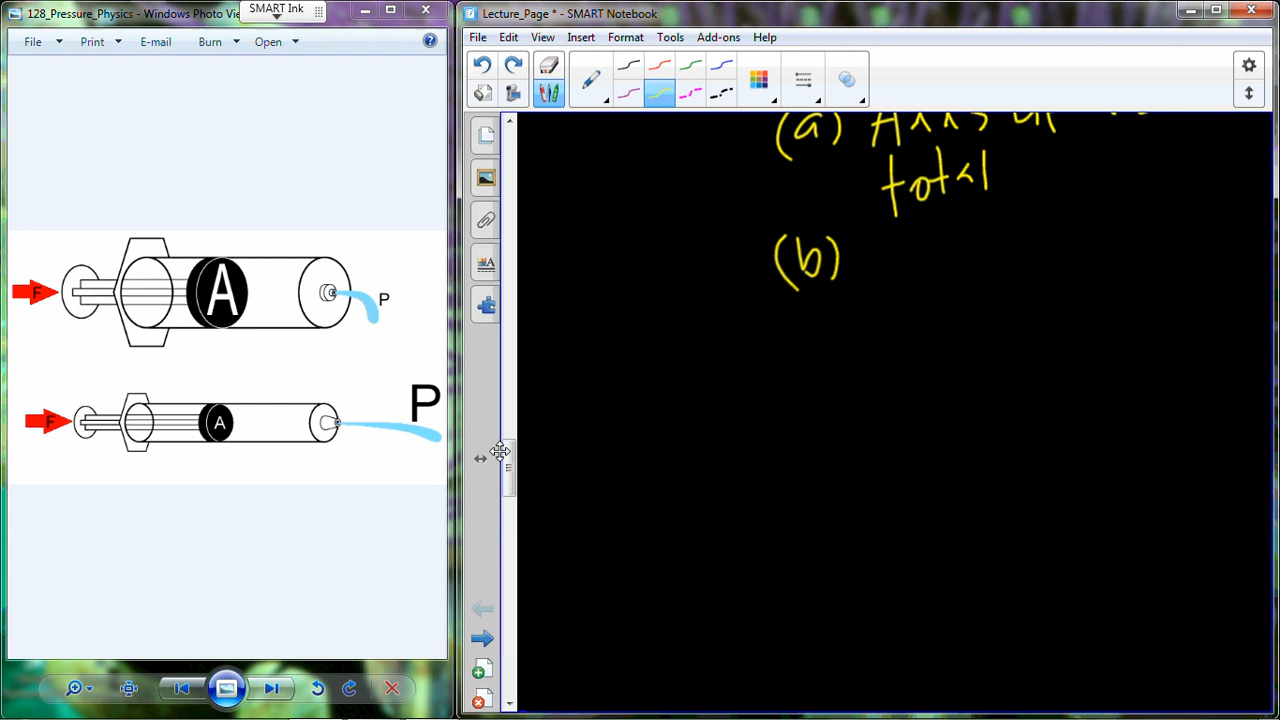 128_Pressure_Physics - Windows Photo Vi
SMART Ink
File Print E-mail Burn Open
F A P
F A P
Lecture_Page * - SMART Notebook
File Edit View Insert Format Tools Add-ons Help
(a)
total
(b)